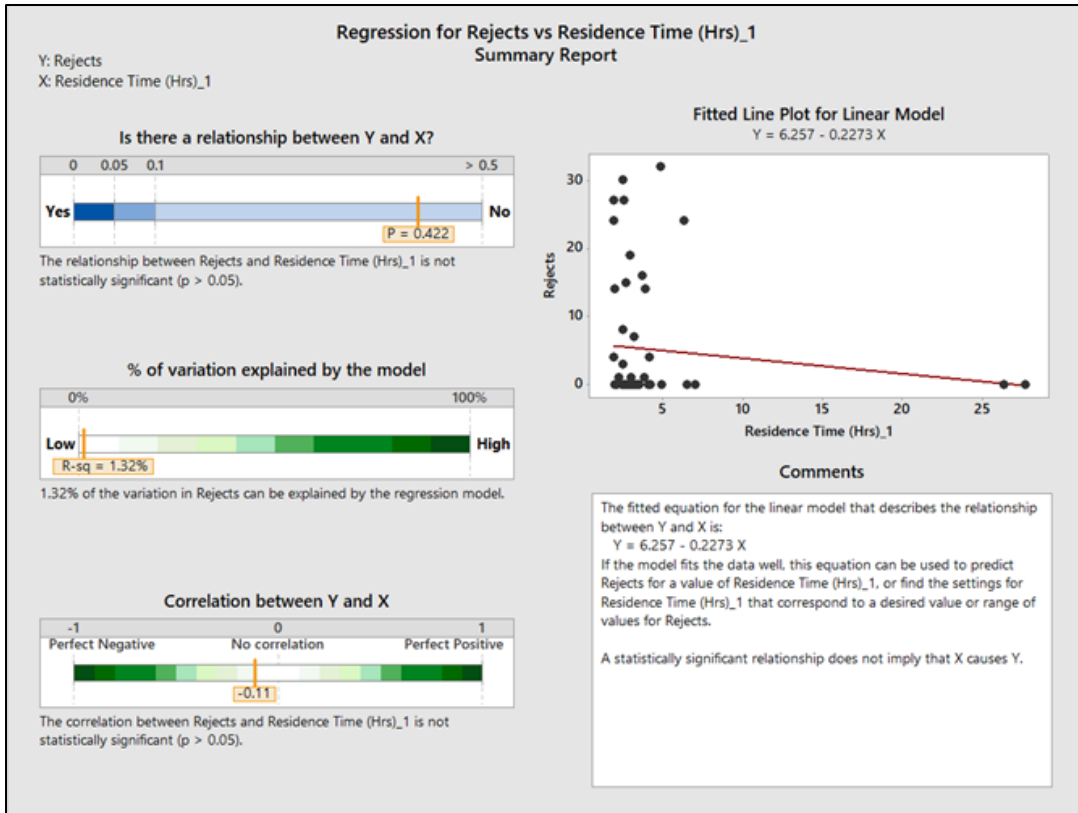 Regression for Rejects vs Residence Time (Hrs)_1
Summary Report
Y: Rejects
X: Residence Time (Hrs)_1
Is there a relationship between Y and X?
0 0.05 0.1 > 0.5
Yes No
P = 0.422
The relationship between Rejects and Residence Time (Hrs)_1 is not
statistically significant (p > 0.05).
% of variation explained by the model
0% 100%
Low High
R-sq = 1.32%
1.32% of the variation in Rejects can be explained by the regression model.
Correlation between Y and X
-1 0 1
Perfect Negative No correlation Perfect Positive
-0.11
The correlation between Rejects and Residence Time (Hrs)_1 is not
statistically significant (p > 0.05).
Fitted Line Plot for Linear Model
Y = 6.257 - 0.2273 X
30
20
10
0
Rejects
5 10 15 20 25
Residence Time (Hrs)_1
Comments
The fitted equation for the linear model that describes the relationship
between Y and X is:
Y = 6.257 - 0.2273 X
If the model fits the data well, this equation can be used to predict
Rejects for a value of Residence Time (Hrs)_1, or find the settings for
Residence Time (Hrs)_1 that correspond to a desired value or range of
values for Rejects.
A statistically significant relationship does not imply that X causes Y.